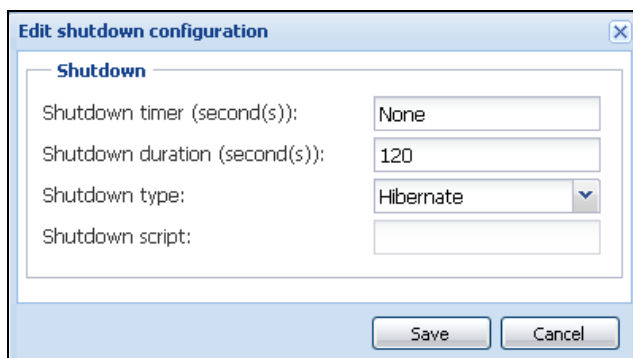 Edit shutdown configuration
Shutdown
Shutdown timer (second(s)): None
Shutdown duration (second(s)): 120
Shutdown type: Hibernate
Shutdown script:
Save Cancel